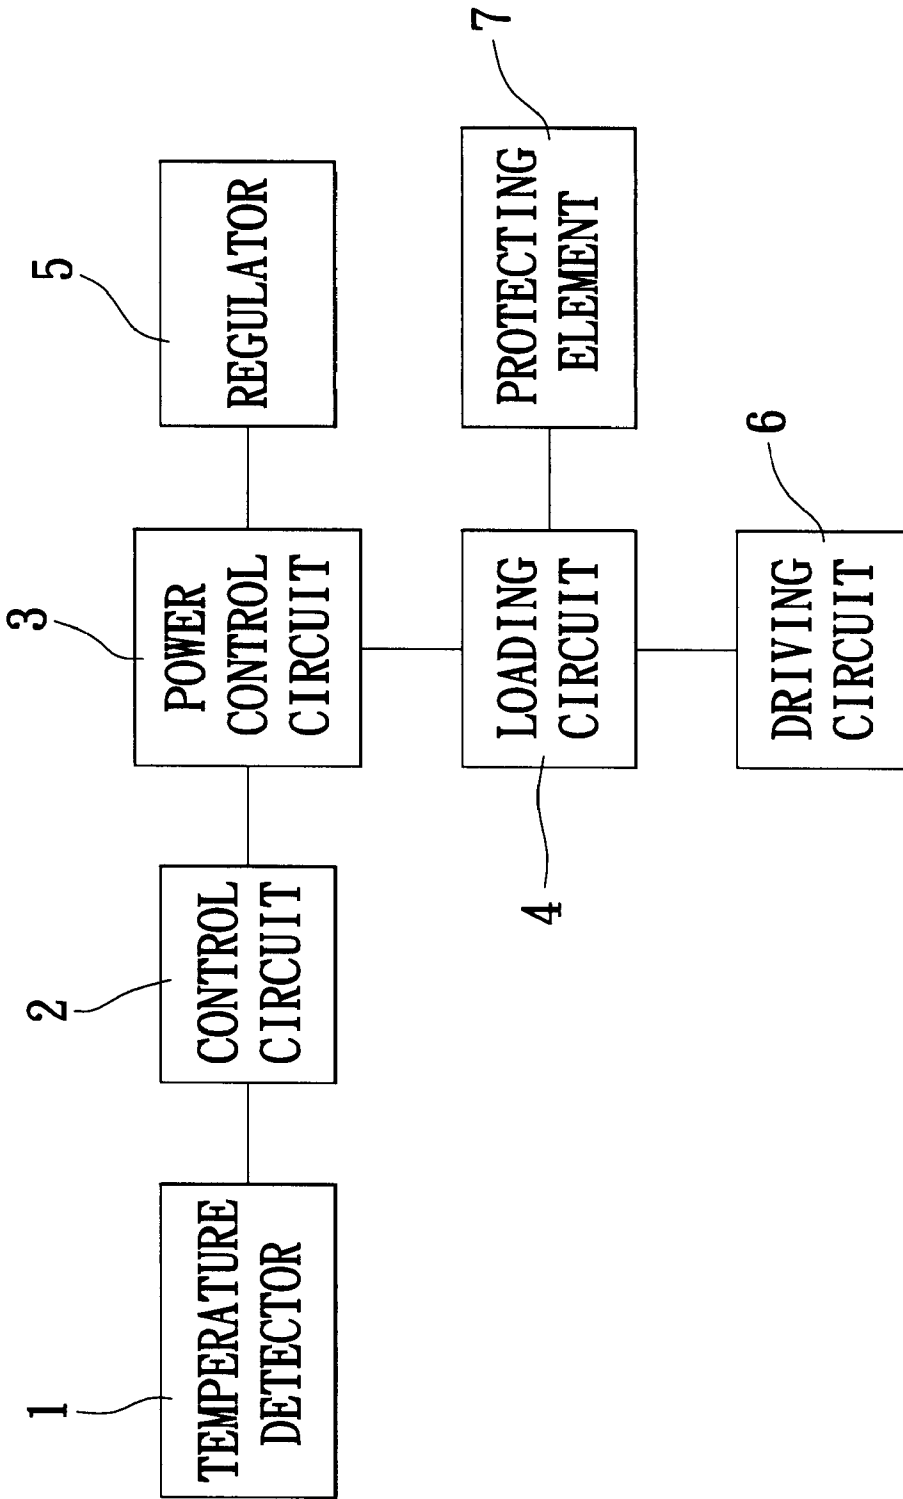 1
TEMPERATURE
DETECTOR
2
CONTROL
CIRCUIT
3
POWER
CONTROL
CIRCUIT
5
REGULATOR
4
LOADING
CIRCUIT
7
PROTECTING
ELEMENT
6
DRIVING
CIRCUIT